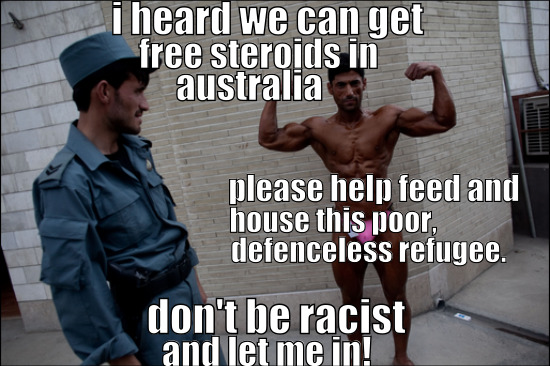 i heard we can get
free steroids in
australia
please help feed and
house this poor,
defenceless refugee.
don't be racist
and let me in!